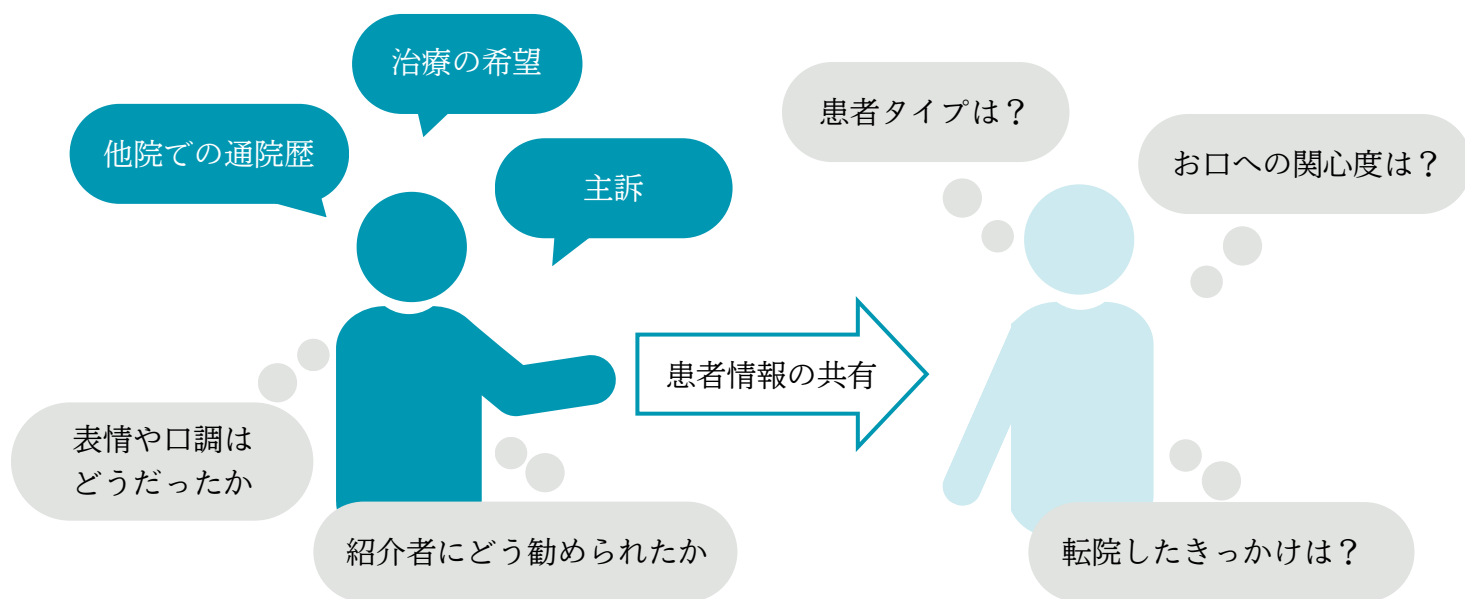 治療の希望
他院での通院歴
主訴
表情や口調は
どうだったか
紹介者にどう勧められたか
患者情報の共有
患者タイプは？
お口への関心度は？
転院したきっかけは？